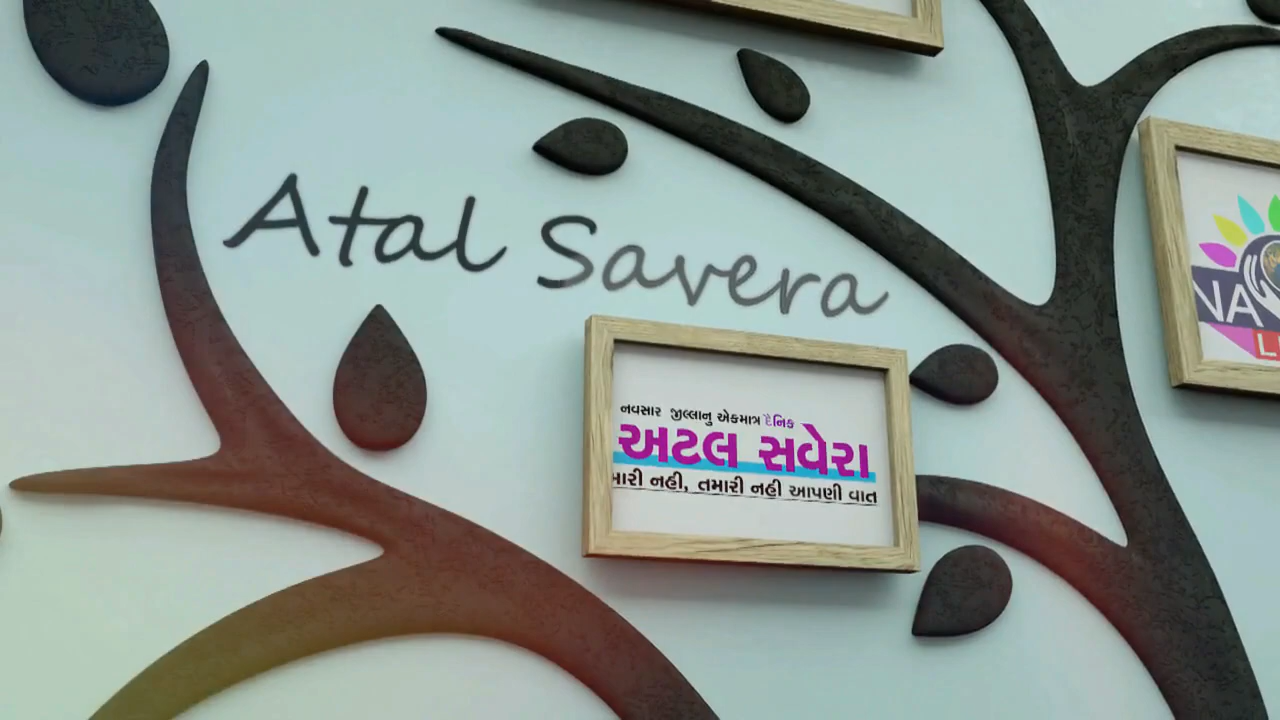 Atal Savera
નવસાર જીલ્લાનુ એકમાત્ર દૈનિક
અટલ સવેરા
મારી નહી, તમારી નહી આપણી વાત